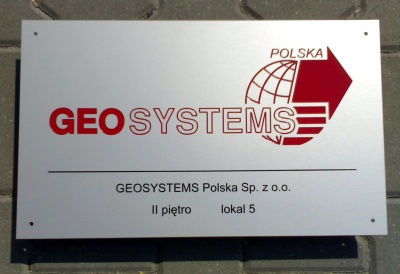 POLSKA
GEOSYSTEMS
GEOSYSTEMS Polska Sp. z o.o.
II piętro lokal 5